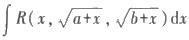 ∫ R ( x , √a+x , √b+x ) dx